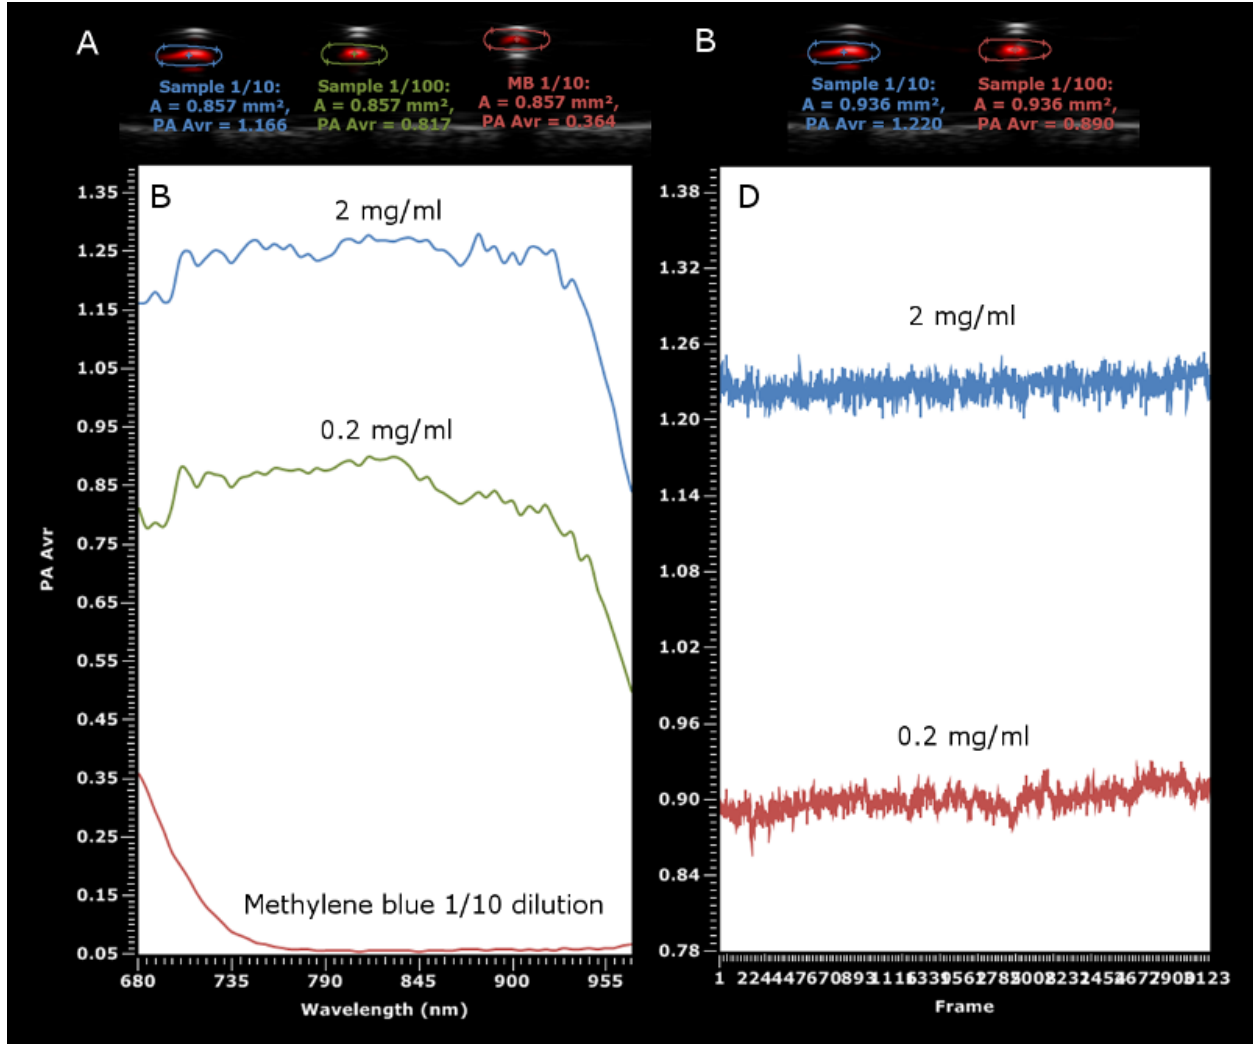 A
Sample 1/10:
A = 0.857 mm²,
PA Avr = 1.166
Sample 1/100:
A = 0.857 mm²,
PA Avr = 0.817
MB 1/10:
A = 0.857 mm²,
PA Avr = 0.364
B
Sample 1/10:
A = 0.936 mm²,
PA Avr = 1.220
Sample 1/100:
A = 0.936 mm²,
PA Avr = 0.890
B
2 mg/ml
0.2 mg/ml
Methylene blue 1/10 dilution
PA Avr
1.35
1.25
1.15
1.05
0.95
0.85
0.75
0.65
0.55
0.45
0.35
0.25
0.15
0.05
680 735 790 845 900 955
Wavelength (nm)
D
2 mg/ml
0.2 mg/ml
1.38
1.32
1.26
1.20
1.14
1.08
1.02
0.96
0.90
0.84
0.78
1
Frame